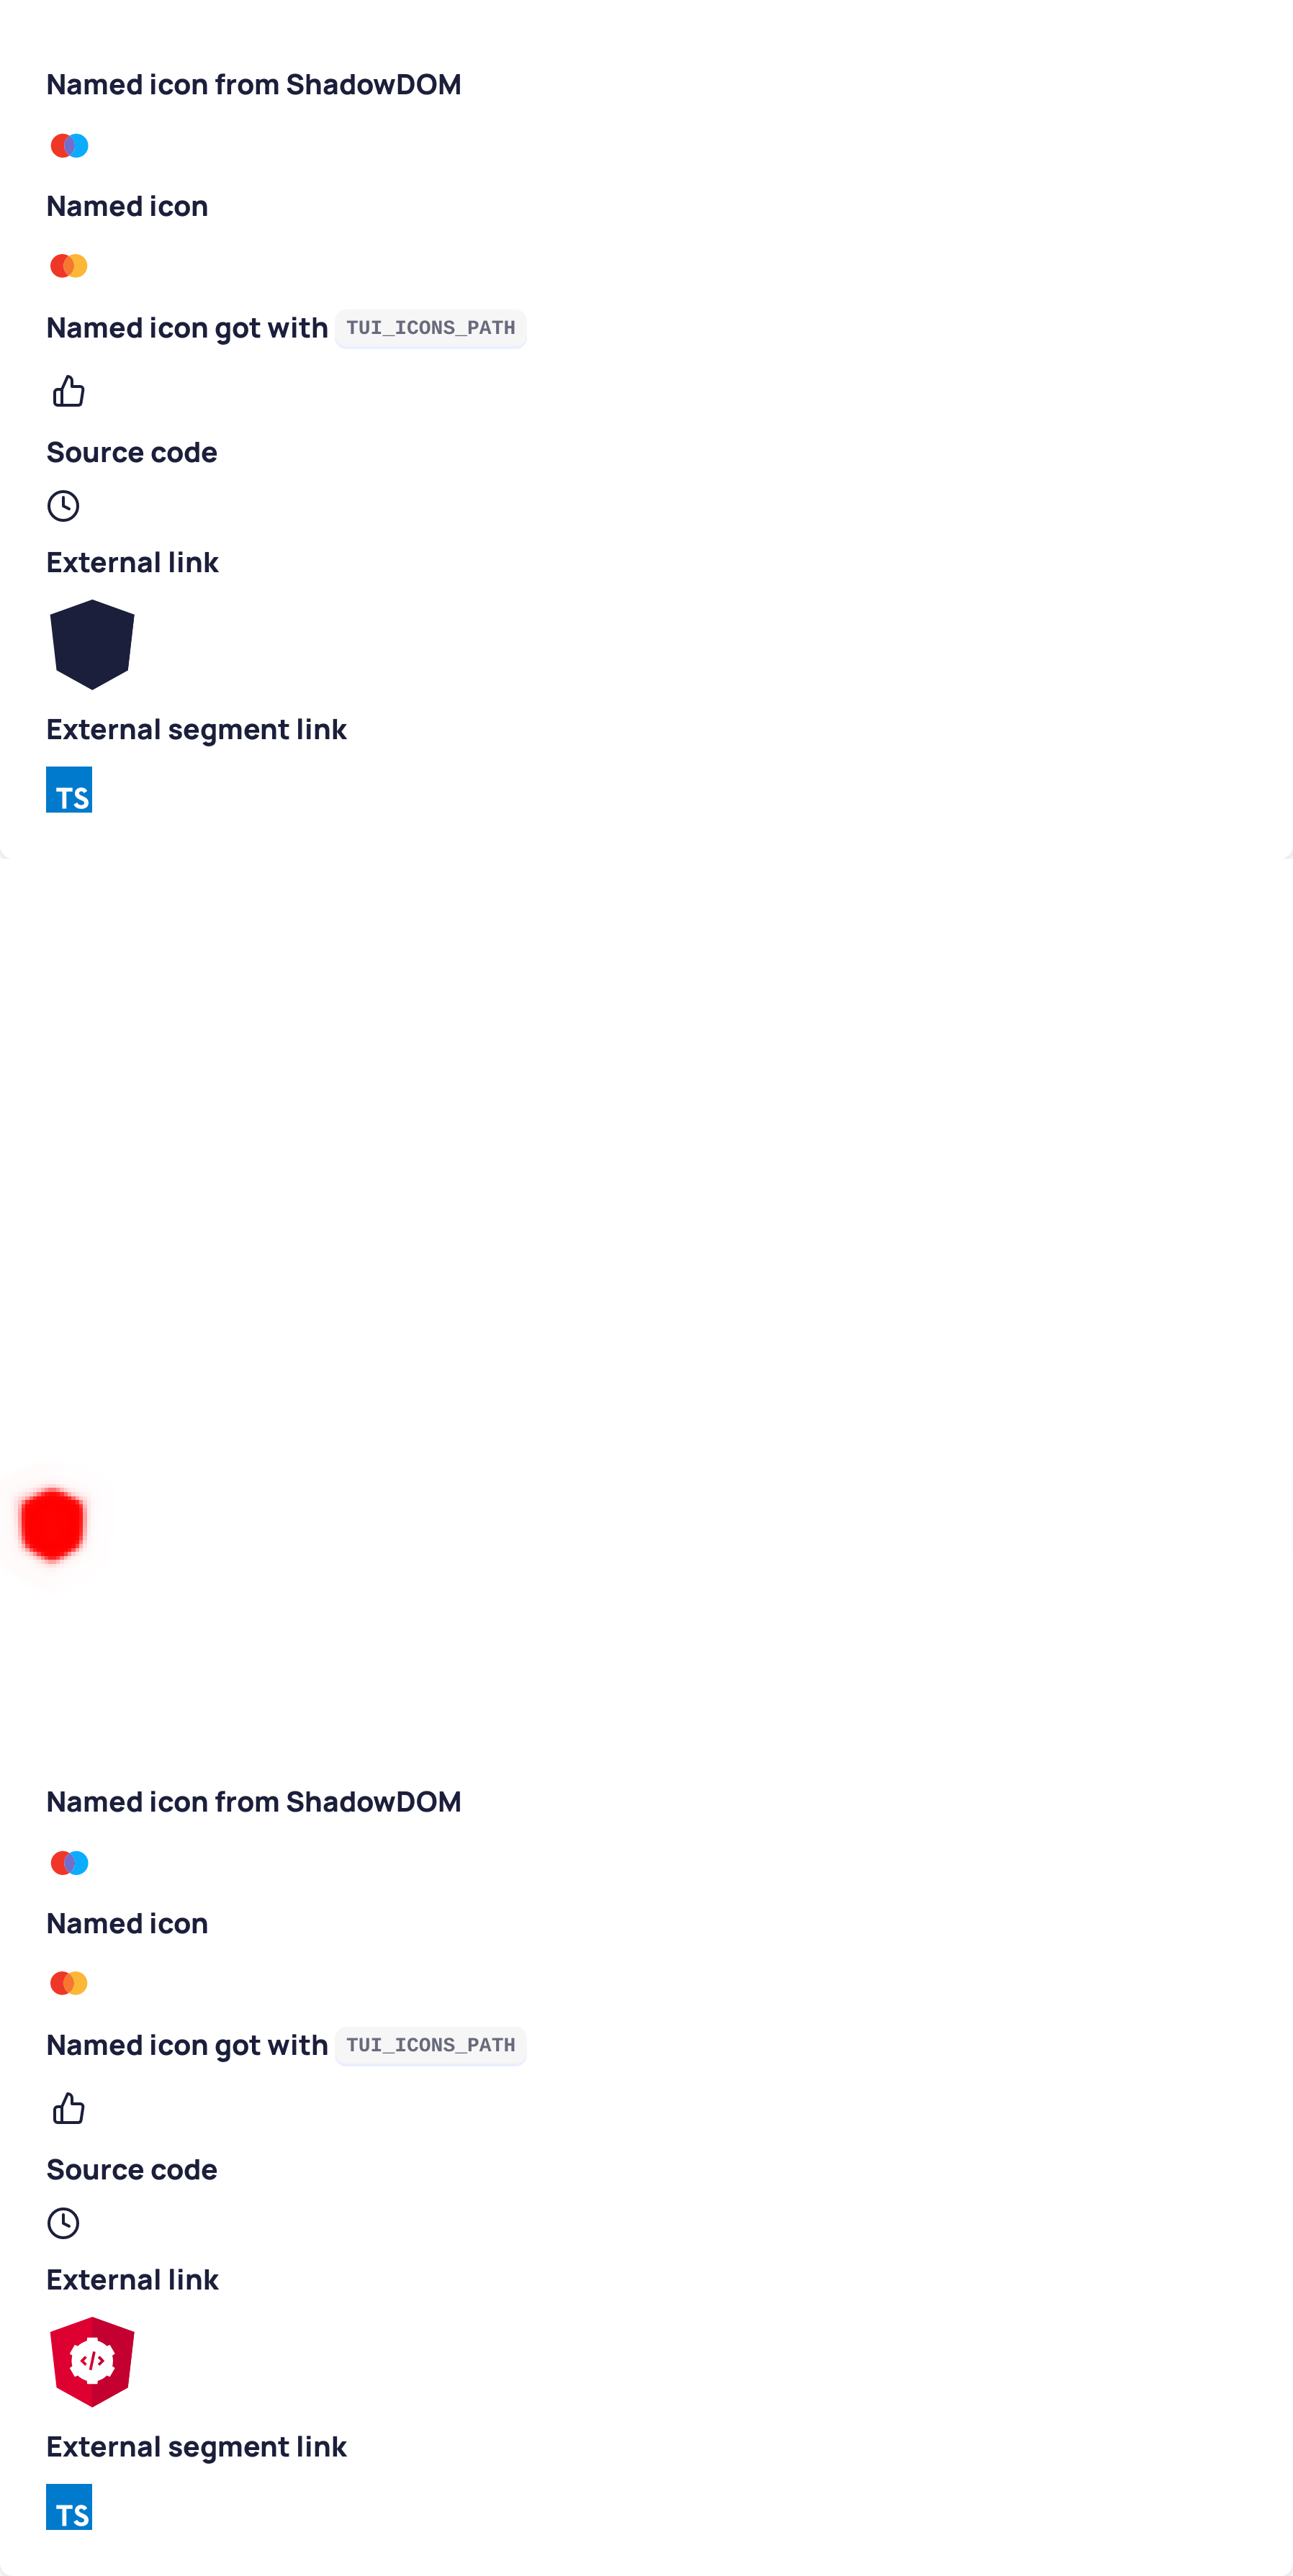 Named icon from ShadowDOM
Named icon
Named icon got with TUI_ICONS_PATH
Source code
External link
External segment link
TS
Named icon from ShadowDOM
Named icon
Named icon got with TUI_ICONS_PATH
Source code
External link
</>
External segment link
TS